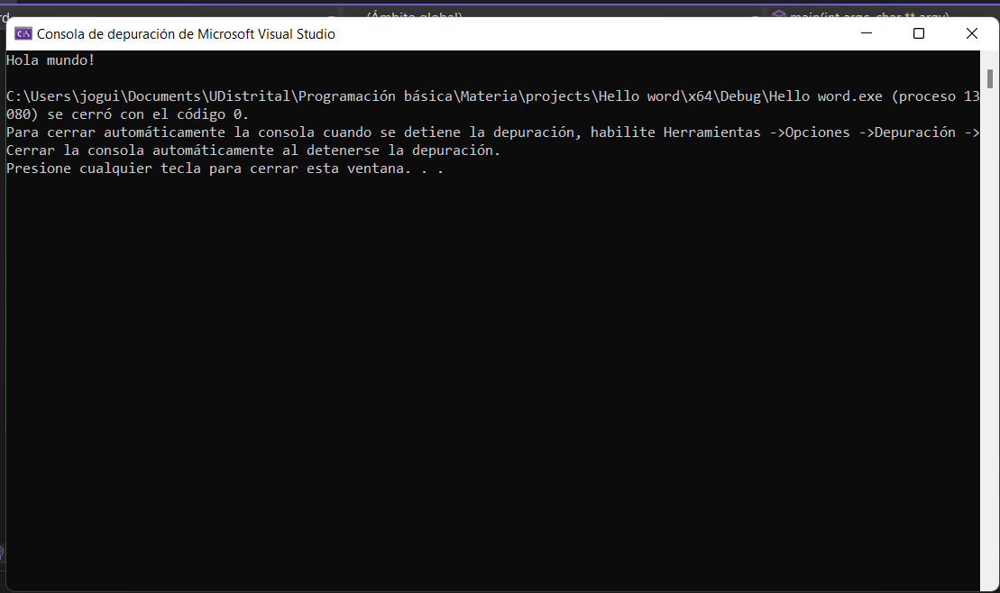 Consola de depuración de Microsoft Visual Studio
Hola mundo!
C:\Users\jogui\Documents\UDistrital\Programación básica\Materia\projects\Hello word\x64\Debug\Hello word.exe (proceso 13
080) se cerró con el código 0.
Para cerrar automáticamente la consola cuando se detiene la depuración, habilite Herramientas ->Opciones ->Depuración ->
Cerrar la consola automáticamente al detenerse la depuración.
Presione cualquier tecla para cerrar esta ventana. . .